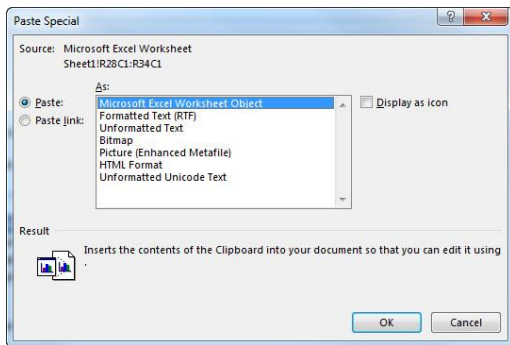 Paste Special
Source: Microsoft Excel Worksheet
Sheet1!R28C1:R34C1
As:
Paste:
Paste link:
Microsoft Excel Worksheet Object
Formatted Text (RTF)
Unformatted Text
Bitmap
Picture (Enhanced Metafile)
HTML Format
Unformatted Unicode Text
Display as icon
Result
Inserts the contents of the Clipboard into your document so that you can edit it using
.
OK
Cancel